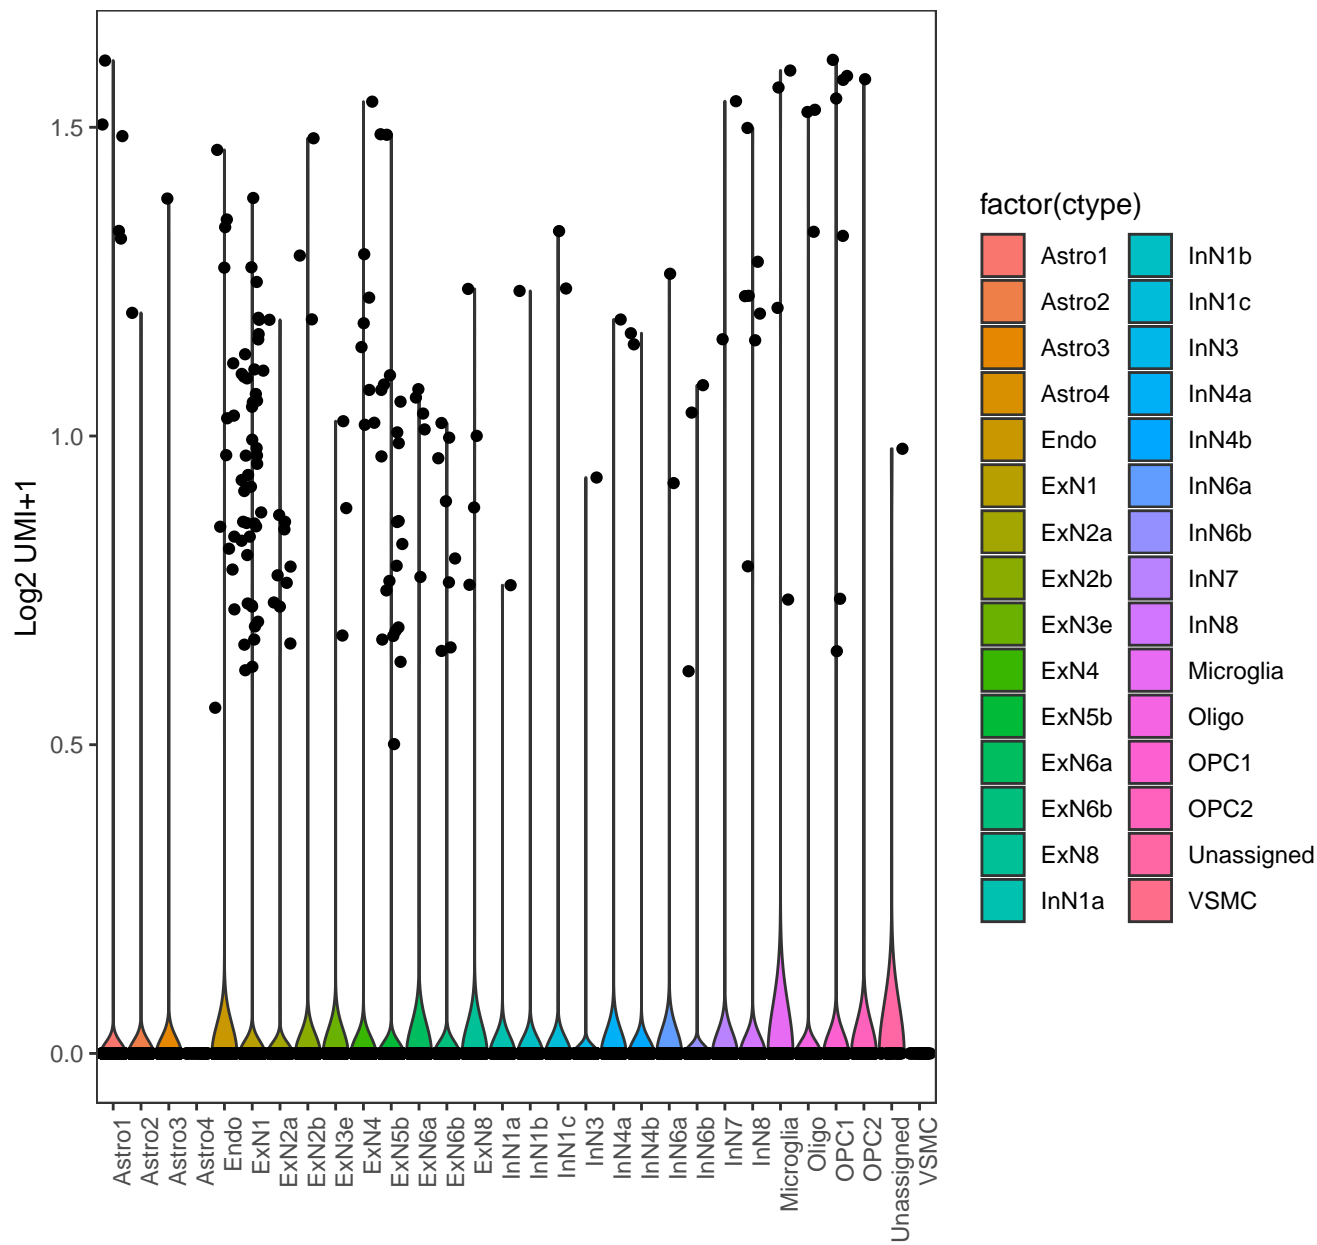 Log2 UMI+1
1.5
1.0
0.5
0.0
Astro1
Astro2
Astro3
Astro4
Endo
ExN1
ExN2a
ExN2b
ExN3e
ExN4
ExN5b
ExN6a
ExN6b
ExN8
InN1a
InN1b
InN1c
InN3
InN4a
InN4b
InN6a
InN6b
InN7
InN8
Microglia
Oligo
OPC1
OPC2
Unassigned
VSMC
factor(ctype)
Astro1
Astro2
Astro3
Astro4
Endo
ExN1
ExN2a
ExN2b
ExN3e
ExN4
ExN5b
ExN6a
ExN6b
ExN8
InN1a
InN1b
InN1c
InN3
InN4a
InN4b
InN6a
InN6b
InN7
InN8
Microglia
Oligo
OPC1
OPC2
Unassigned
VSMC